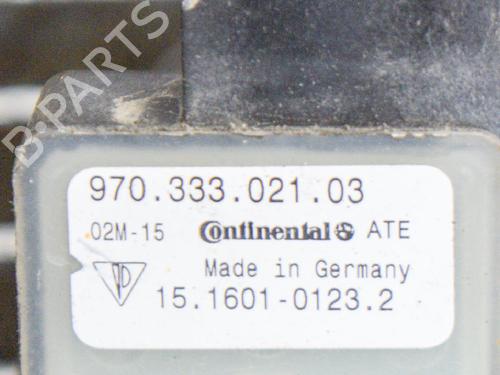 B-PARTS
970.333.021.03
02M-15 Continental ATE
Made in Germany
15.1601-0123.2